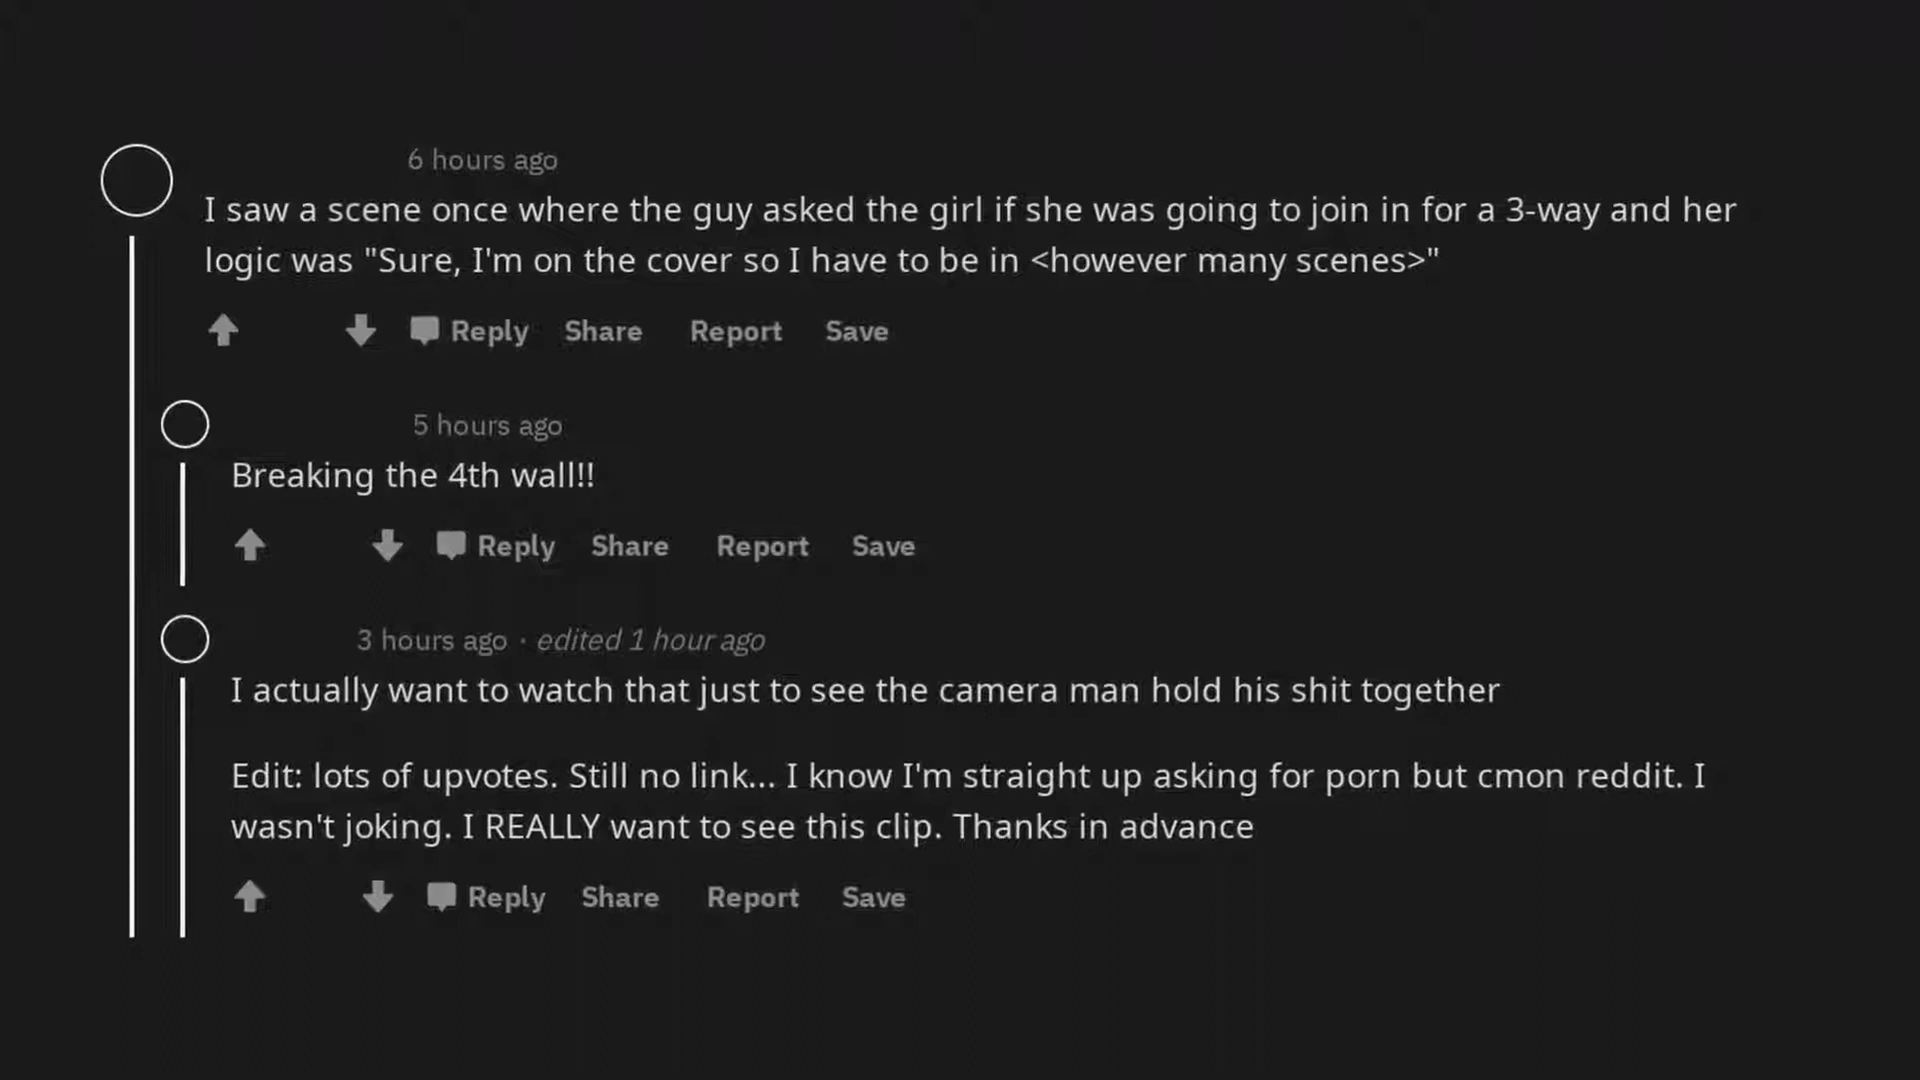 6 hours ago
I saw a scene once where the guy asked the girl if she was going to join in for a 3-way and her
logic was "Sure, I'm on the cover so I have to be in <however many scenes>"
Reply Share Report Save
5 hours ago
Breaking the 4th wall!!
Reply Share Report Save
3 hours ago · edited 1 hour ago
I actually want to watch that just to see the camera man hold his shit together
Edit: lots of upvotes. Still no link... I know I'm straight up asking for porn but cmon reddit. I
wasn't joking. I REALLY want to see this clip. Thanks in advance
Reply Share Report Save